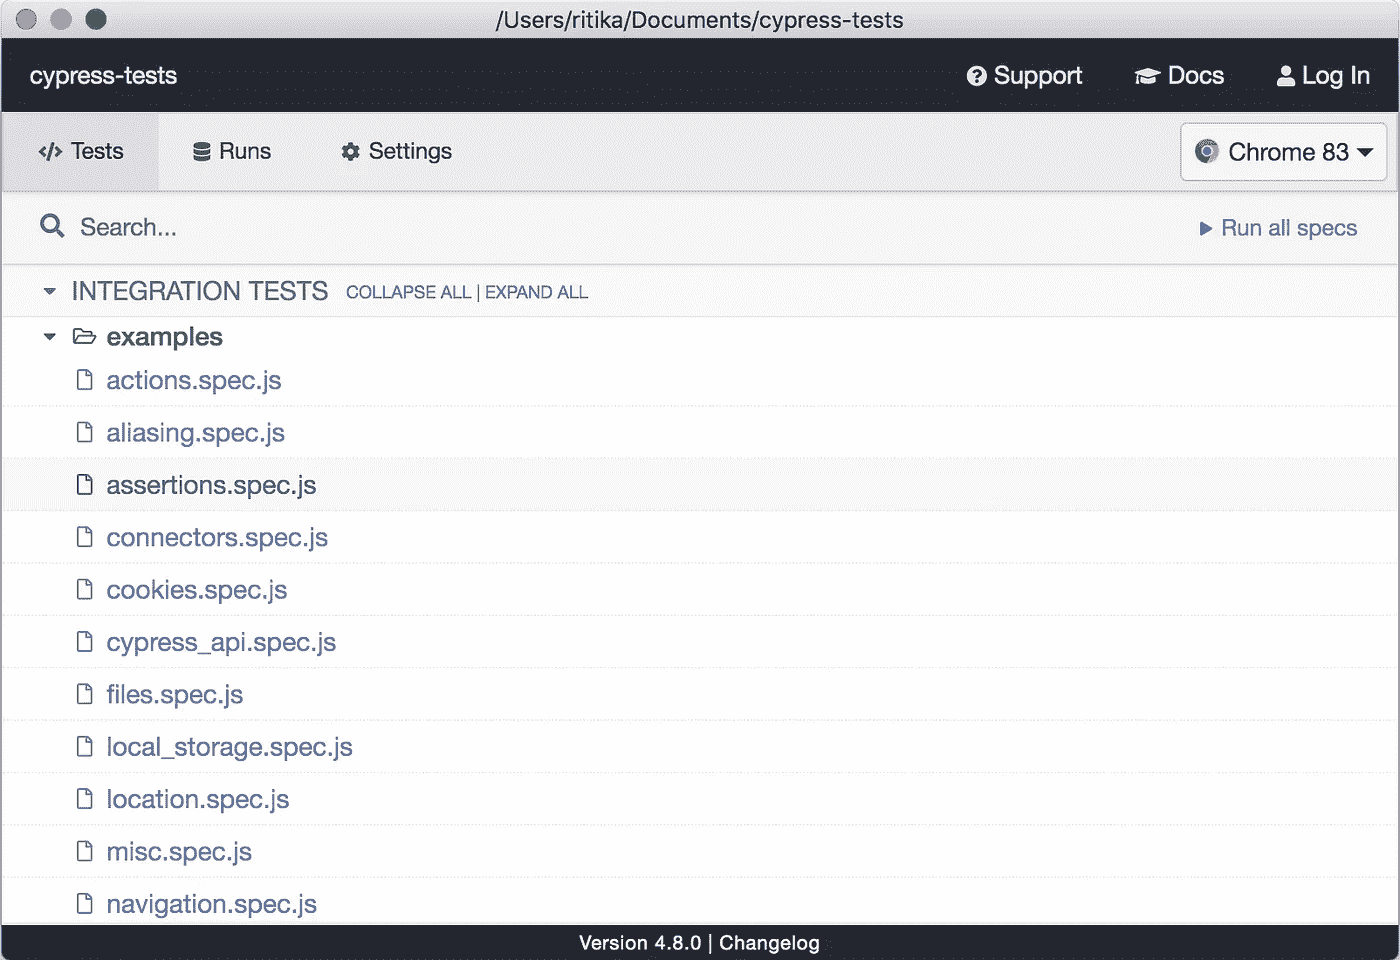 /Users/ritika/Documents/cypress-tests
cypress-tests Support Docs Log In
Tests Runs Settings Chrome 83
Search... Run all specs
INTEGRATION TESTS COLLAPSE ALL | EXPAND ALL
examples
actions.spec.js
aliasing.spec.js
assertions.spec.js
connectors.spec.js
cookies.spec.js
cypress_api.spec.js
files.spec.js
local_storage.spec.js
location.spec.js
misc.spec.js
navigation.spec.js
Version 4.8.0 | Changelog